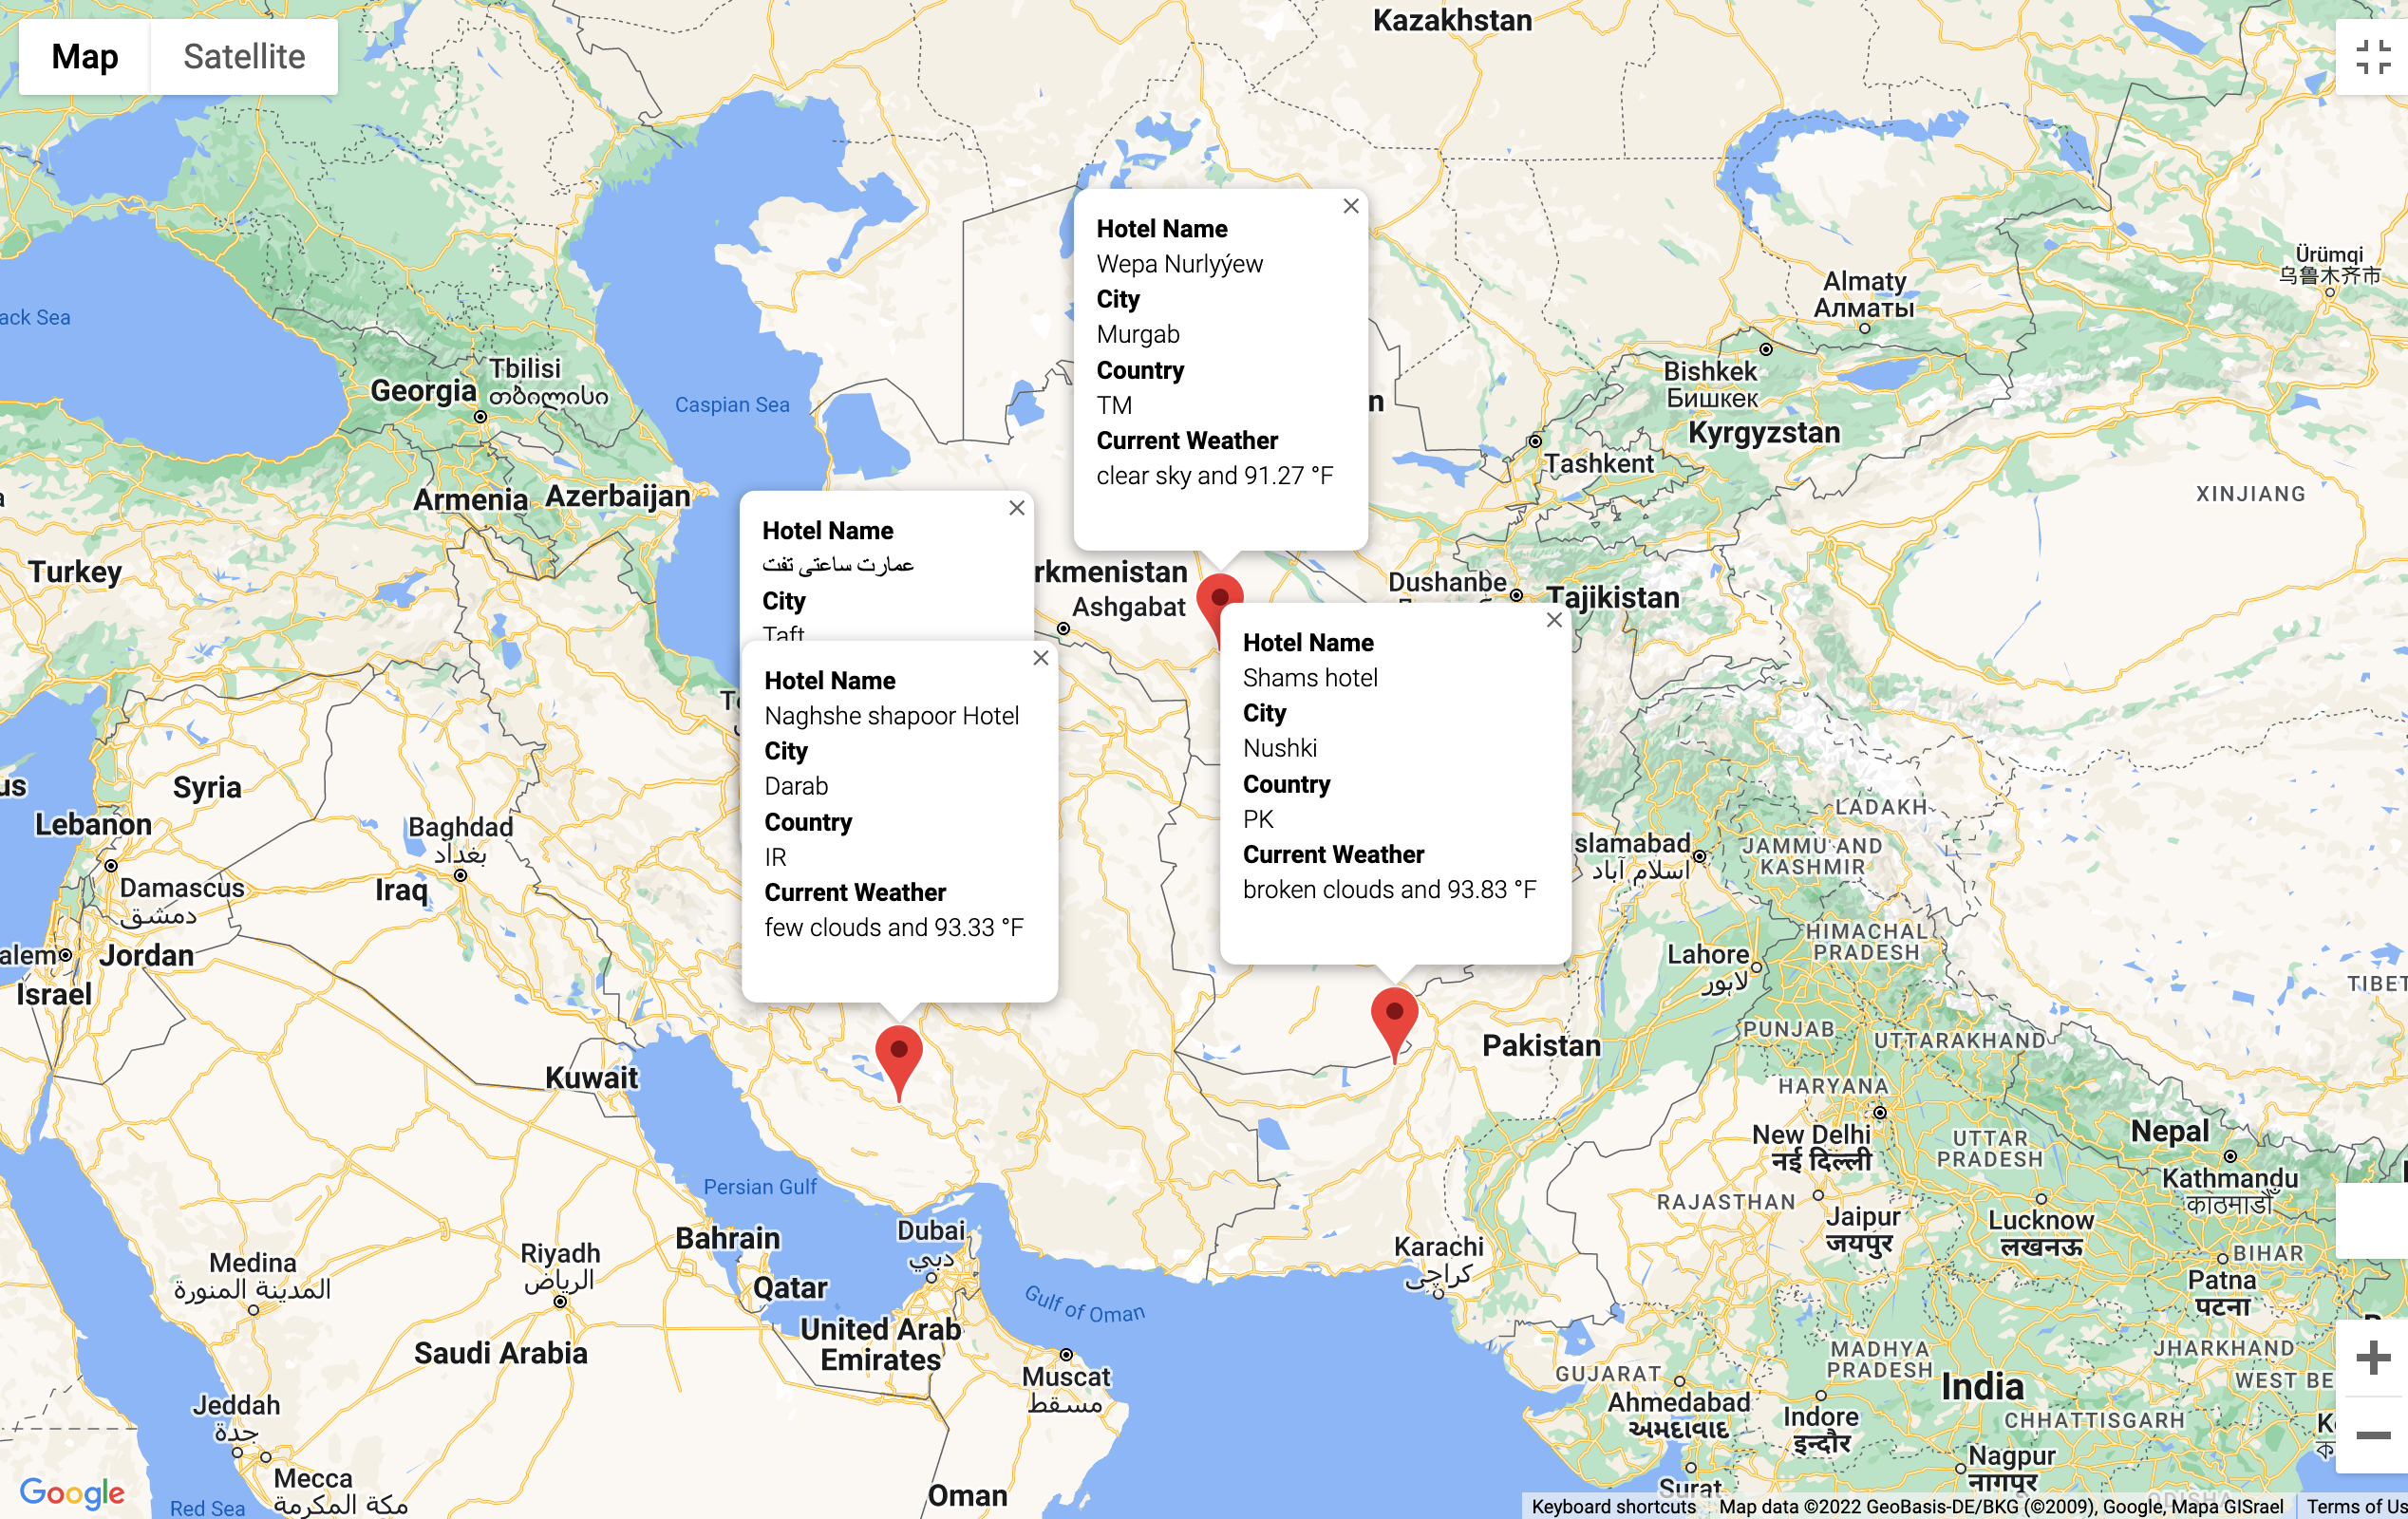 Map
Satellite
Kazakhstan
Ürümqi
乌鲁木齐市
Almaty
Алматы
ack Sea
Hotel Name
Wepa Nurlyýew
City
Murgab
Country
TM
Current Weather
clear sky and 91.27 °F
Tbilisi
თბილისი
Georgia
Caspian Sea
Bishkek
Бишкек
Kyrgyzstan
Tashkent
XINJIANG
Armenia
Azerbaijan
Turkey
Hotel Name
عمارت ساعتی تفت
City
Taft
rkmenistan
Ashgabat
Dushanbe
Tajikistan
Hotel Name
Naghshe shapoor Hotel
City
Darab
Country
IR
Current Weather
few clouds and 93.33 °F
Hotel Name
Shams hotel
City
Nushki
Country
PK
Current Weather
broken clouds and 93.83 °F
us
Syria
Lebanon
Baghdad
بغداد
Damascus
دمشق
Iraq
alem
Jordan
Israel
Kuwait
LADAKH
slamabad
اسلام آباد
JAMMU AND
KASHMIR
HIMACHAL
PRADESH
Lahore
لاہور
TIBET
PUNJAB
UTTARAKHAND
Pakistan
HARYANA
New Delhi
नई दिल्ली
UTTAR
PRADESH
Nepal
Kathmandu
काठमाडौँ
RAJASTHAN
Jaipur
जयपुर
Lucknow
लखनऊ
BIHAR
Patna
पटना
Persian Gulf
Bahrain
Dubai
دبي
Qatar
Gulf of Oman
Karachi
کراچی
Medina
المدينة المنورة
Riyadh
الرياض
United Arab
Emirates
Saudi Arabia
Muscat
مسقط
Jeddah
جدة
Mecca
مكة المكرمة
Red Sea
Oman
GUJARAT
Ahmedabad
અમદાવાદ
MADHYA
PRADESH
India
JHARKHAND
WEST BE
Indore
इन्दौर
CHHATTISGARH
Nagpur
नागपूर
Surat
ODISHA
Google
Keyboard shortcuts
Map data ©2022 GeoBasis-DE/BKG (©2009), Google, Mapa GISrael
Terms of Us